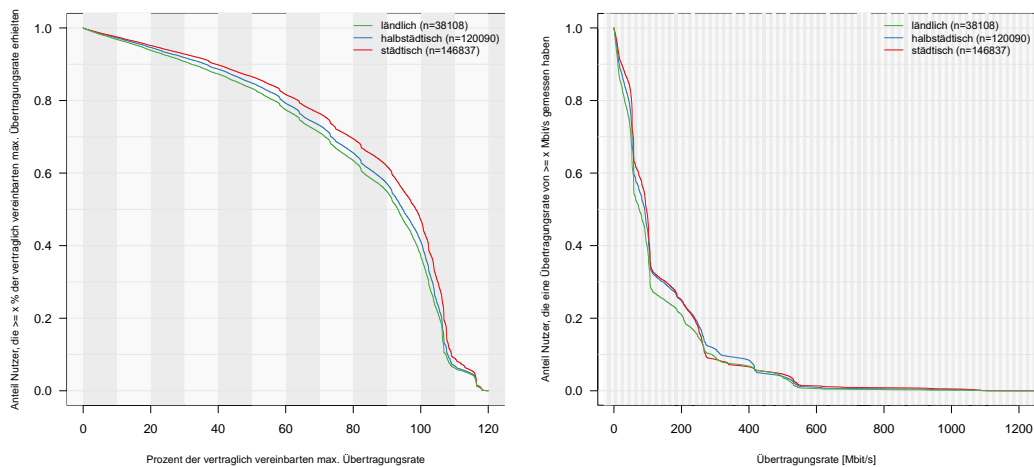 Anteil Nutzer, die >= x % der vertraglich vereinbarten max. Übertragungsrate erhielten
1.0
0.8
0.6
0.4
0.2
0.0
ländlich (n=38108)
halbstädtisch (n=120090)
städtisch (n=146837)
0 20 40 60 80 100 120
Prozent der vertraglich vereinbarten max. Übertragungsrate
Anteil Nutzer, die eine Übertragungsrate von >= x Mbit/s gemessen haben
1.0
0.8
0.6
0.4
0.2
0.0
ländlich (n=38108)
halbstädtisch (n=120090)
städtisch (n=146837)
0 200 400 600 800 1000 1200
Übertragungsrate [Mbit/s]